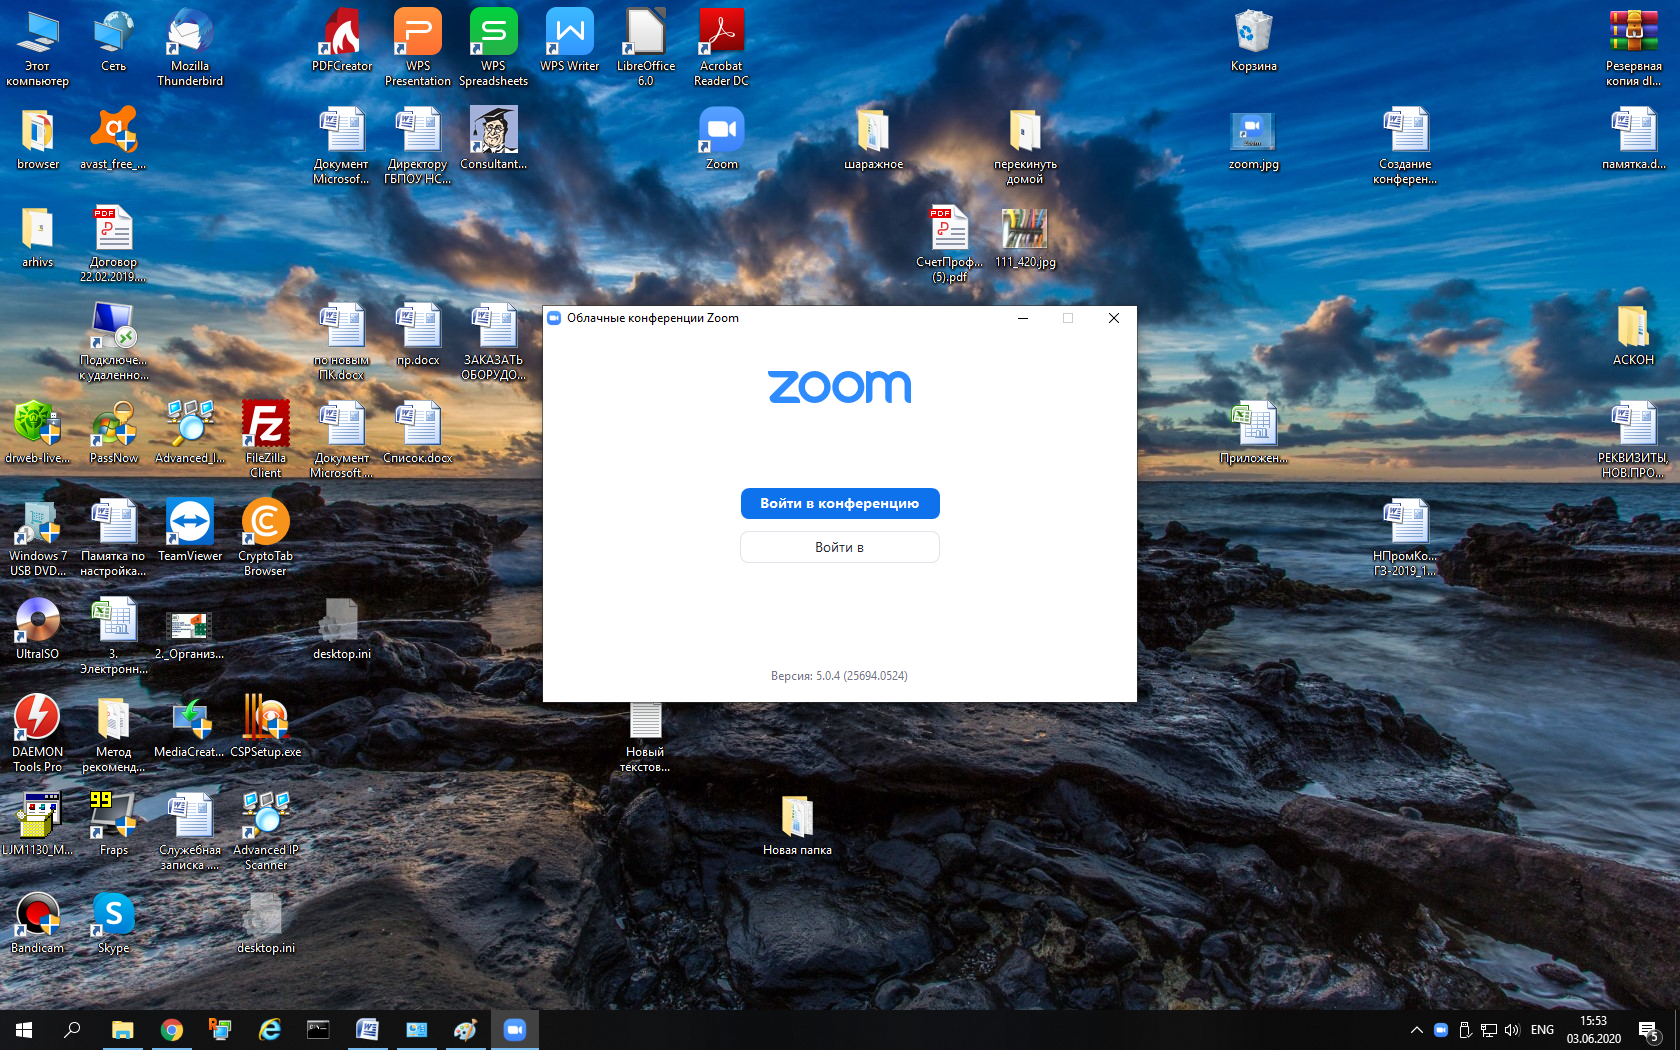 Этот
компьютер
Сеть
Mozilla
Thunderbird
PDFCreator
WPS
Presentation
WPS
Spreadsheets
WPS Writer
LibreOffice
6.0
Acrobat
Reader DC
Корзина
Резервная
копия dl...
browser
avast_free_...
Документ
Microsof...
Директору
ГБПОУ НС...
Consultant...
Zoom
шаражное
перекинуть
домой
zoom.jpg
Создание
конферен...
памятка.d...
arhivs
Договор
22.02.2019....
СчетПроф...
(5).pdf
111_420.jpg
Подключе...
к удаленно...
по новым
ПК.docx
пр.docx
ЗАКАЗАТЬ
ОБОРУДО...
Облачные конференции Zoom
zoom
Войти в конференцию
Войти в
Версия: 5.0.4 (25694.0524)
АСКОН
drweb-live...
PassNow
Advanced_I...
FileZilla
Client
Документ
Microsoft ...
Список.docx
Приложен...
РЕКВИЗИТЫ,
НОВ.ПРО...
Windows 7
USB DVD...
Памятка по
настройка...
TeamViewer
CryptoTab
Browser
НПромКо...
ГЗ-2019_1...
UltraISO
3.
Электронн...
2._Организ...
desktop.ini
DAEMON
Tools Pro
Метод
рекоменд...
MediaCreat...
CSPSetup.exe
Новый
текстов...
LJM1130_M...
99
Fraps
Служебная
записка ....
Advanced IP
Scanner
Новая папка
Bandicam
Skype
desktop.ini
ENG
15:53
03.06.2020
5